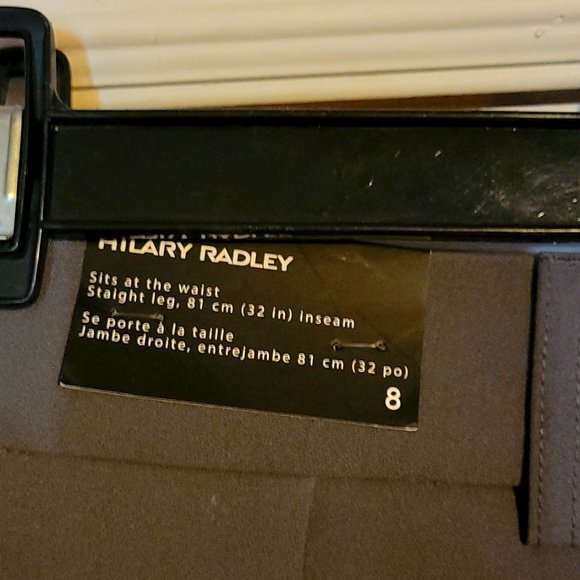 HILARY RADLEY
Sits at the waist
Staight leg, 81 cm (32 in) inseam
Se porte à la taille
Jambe droite, entrejambe 81 cm (32 po)
8